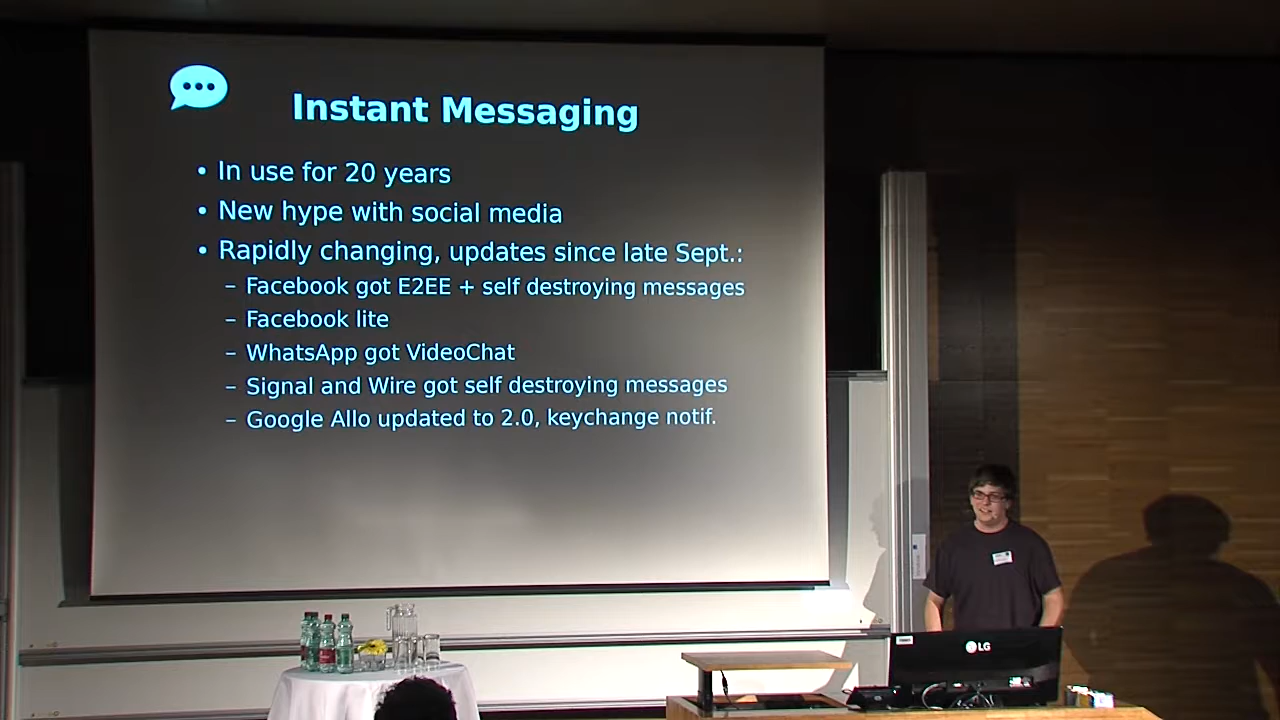 Instant Messaging
• In use for 20 years
• New hype with social media
• Rapidly changing, updates since late Sept.:
– Facebook got E2EE + self destroying messages
– Facebook lite
– WhatsApp got VideoChat
– Signal and Wire got self destroying messages
– Google Allo updated to 2.0, keychange notif.
LG